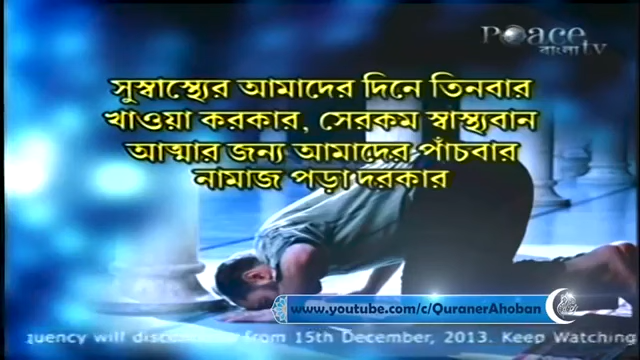 Peace
বাংলা tv
সুস্বাস্থ্যের আমাদের দিনে তিনবার
খাওয়া করকার, সেরকম স্বাস্থ্যবান
আত্মার জন্য আমাদের পাঁচবার
নামাজ পড়া দরকার
www.youtube.com/c/QuranerAhoban
from 15th December, 2013. Keep Watching